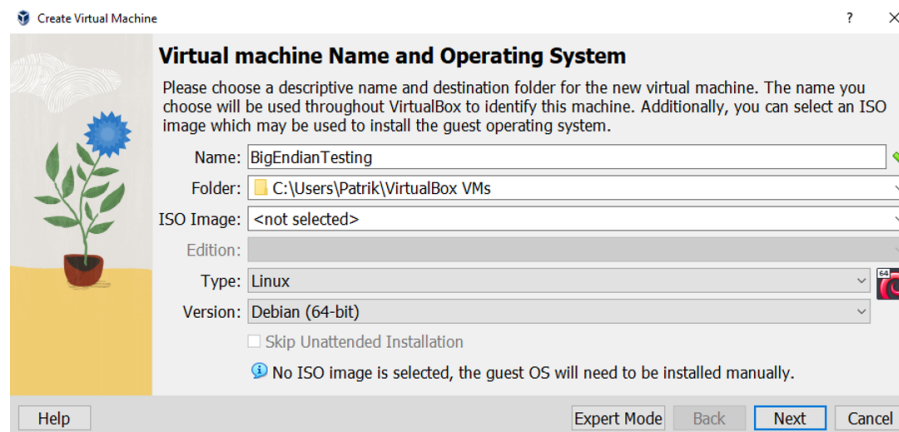 Create Virtual Machine
?
Virtual machine Name and Operating System
Please choose a descriptive name and destination folder for the new virtual machine. The name you
choose will be used throughout VirtualBox to identify this machine. Additionally, you can select an ISO
image which may be used to install the guest operating system.
Name: BigEndianTesting
Folder: C:\Users\Patrik\VirtualBox VMs
ISO Image: <not selected>
Edition:
Type: Linux
64
Version: Debian (64-bit)
Skip Unattended Installation
No ISO image is selected, the guest OS will need to be installed manually.
Help Expert Mode Back Next Cancel